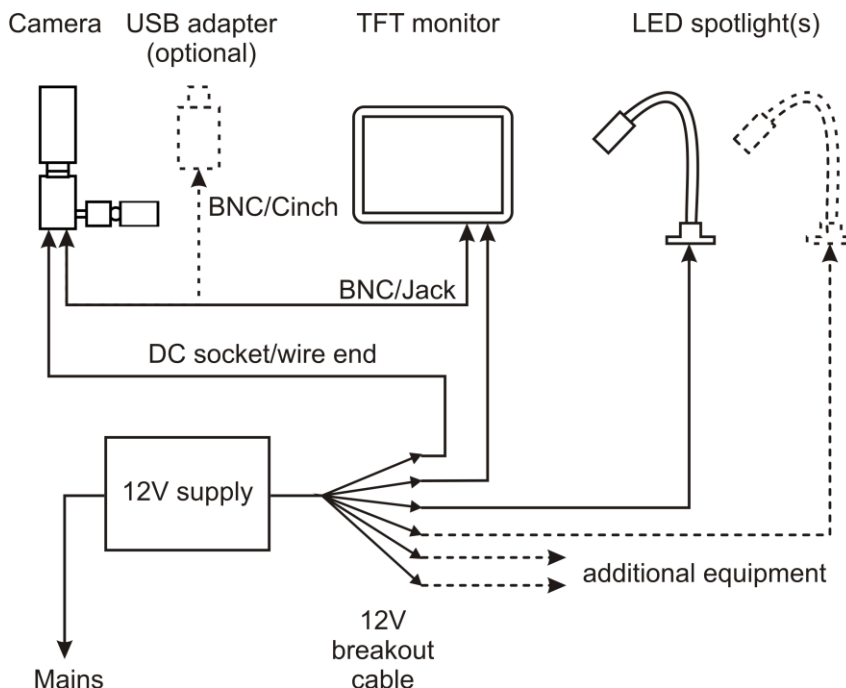 Camera
USB adapter
(optional)
TFT monitor
LED spotlight(s)
BNC/Cinch
BNC/Jack
DC socket/wire end
12V supply
additional equipment
12V
breakout
cable
Mains